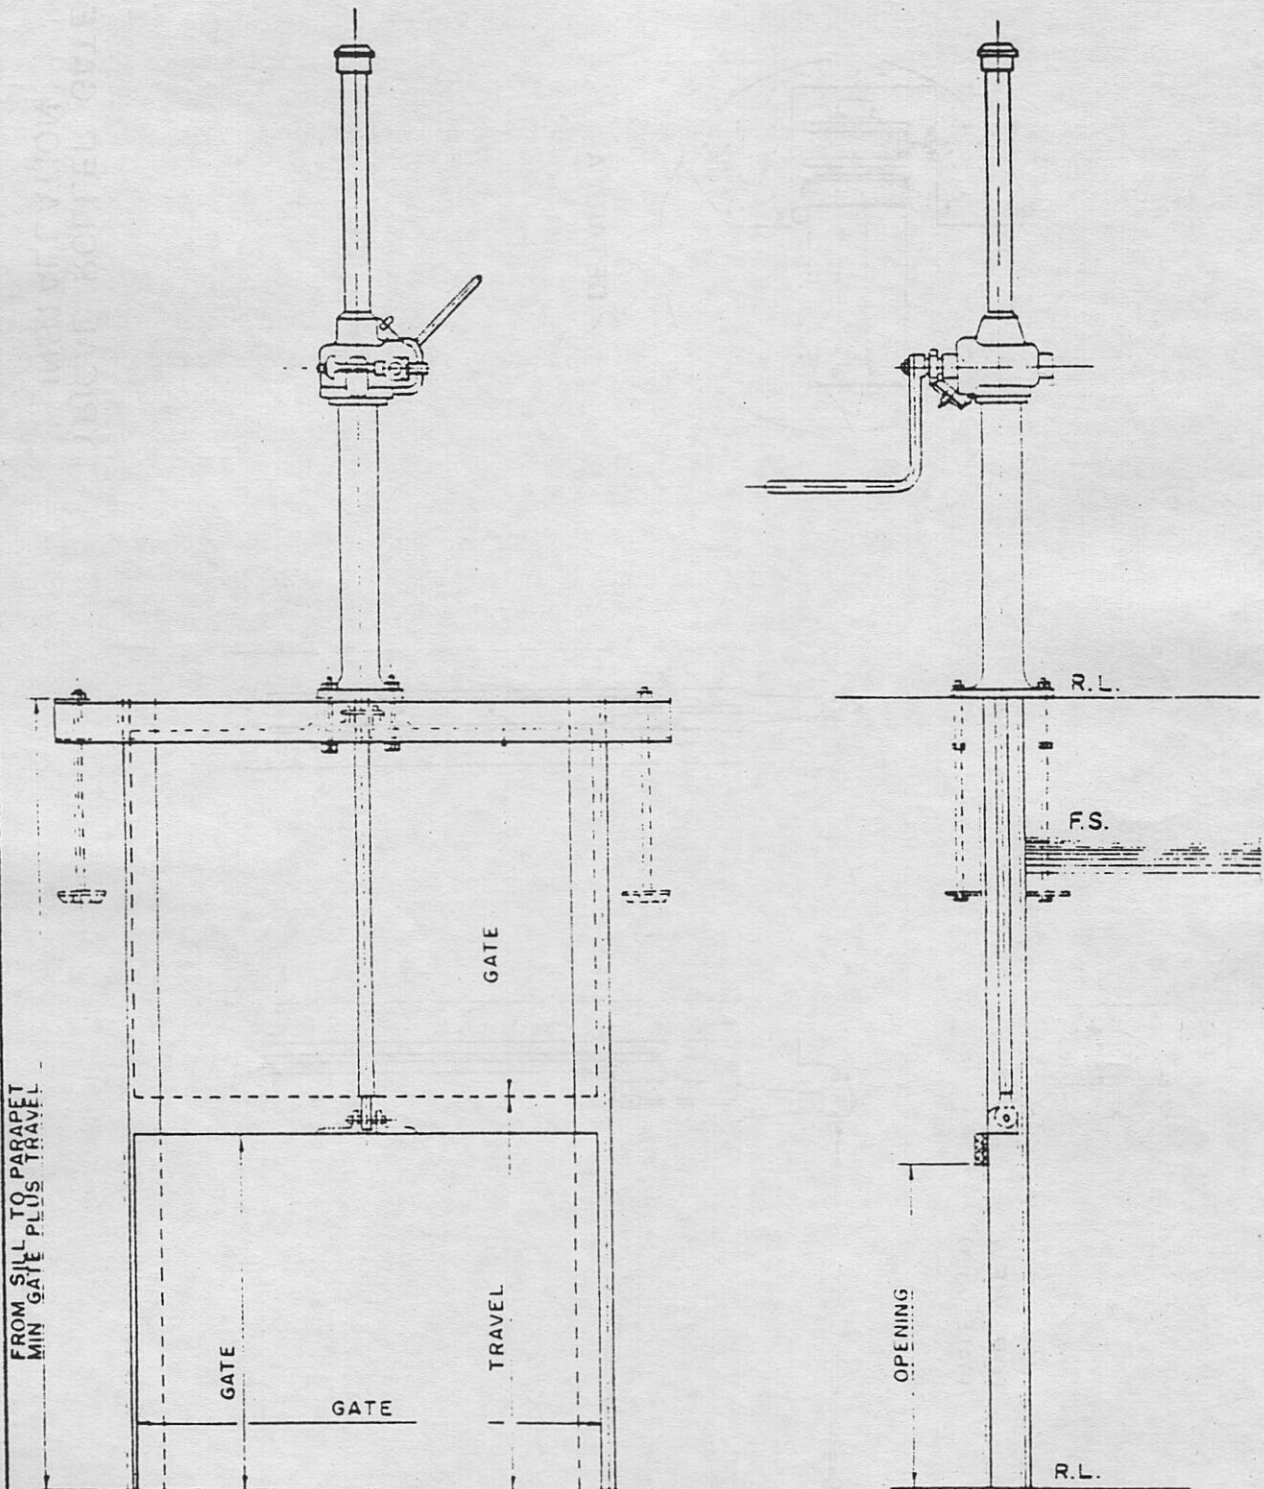 R.L.
F.S.
GATE
FROM SILL TO PARAPET
MIN GATE PLUS TRAVEL
GATE
GATE
TRAVEL
OPENING
R.L.